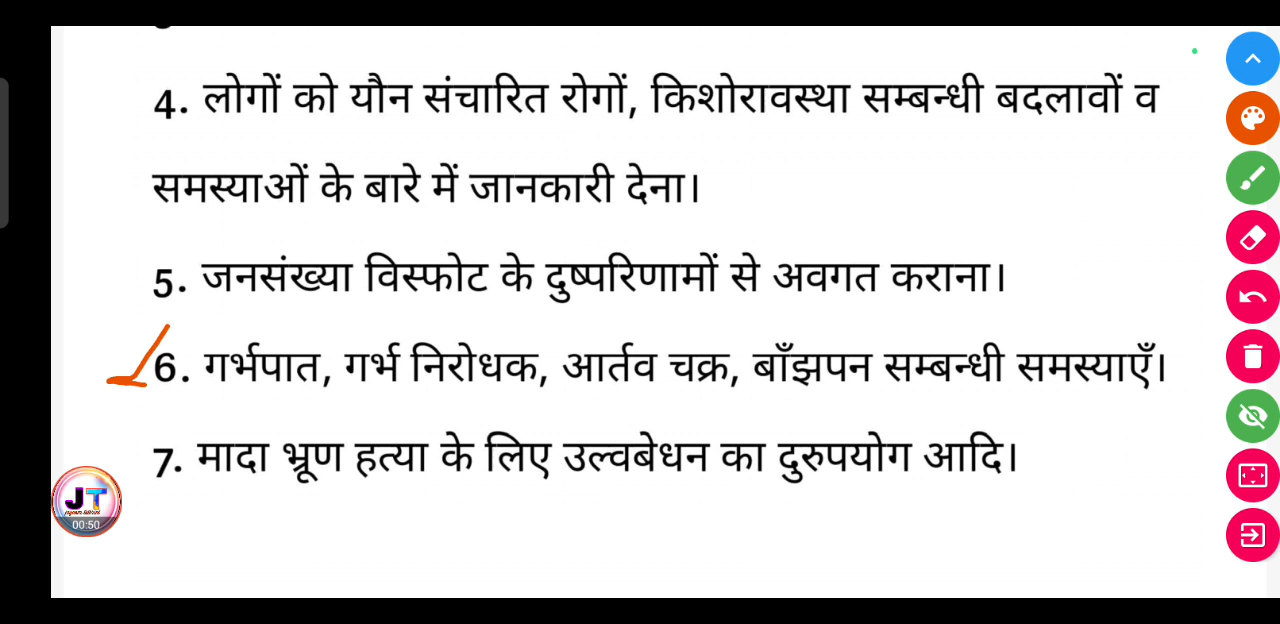 4. लोगों को यौन संचारित रोगों, किशोरावस्था सम्बन्धी बदलावों व
समस्याओं के बारे में जानकारी देना।
5. जनसंख्या विस्फोट के दुष्परिणामों से अवगत कराना।
6. गर्भपात, गर्भ निरोधक, आर्तव चक्र, बाँझपन सम्बन्धी समस्याएँ।
7. मादा भ्रूण हत्या के लिए उल्वबेधन का दुरुपयोग आदि।
JT
00:50